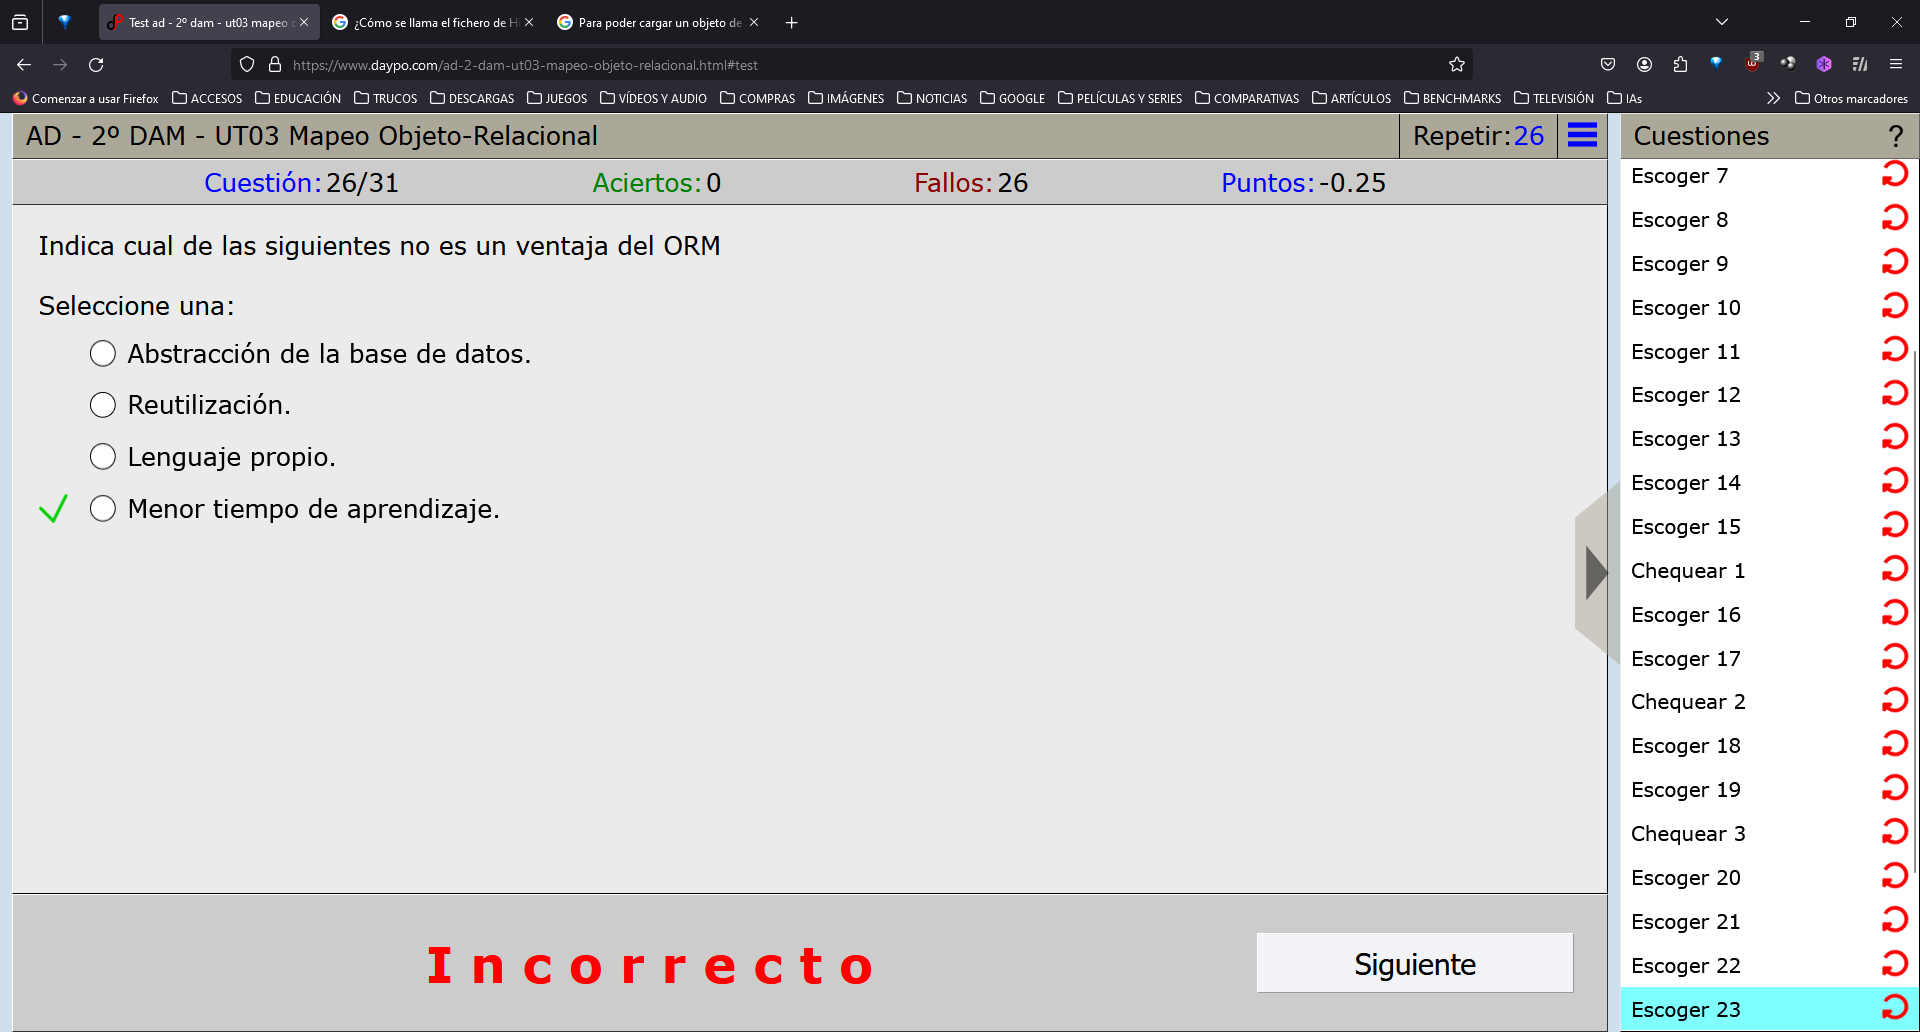 Test ad - 2º dam - ut03 mapeo
¿Cómo se llama el fichero de Hi
Para poder cargar un objeto de
https://www.daypo.com/ad-2-dam-ut03-mapeo-objeto-relacional.html#test
3
Comenzar a usar Firefox
ACCESOS
EDUCACIÓN
TRUCOS
DESCARGAS
JUEGOS
VÍDEOS Y AUDIO
COMPRAS
IMÁGENES
NOTICIAS
GOOGLE
PELÍCULAS Y SERIES
COMPARATIVAS
ARTÍCULOS
BENCHMARKS
TELEVISIÓN
IAs
Otros marcadores
AD - 2º DAM - UT03 Mapeo Objeto-Relacional
Repetir:26
Cuestión:26/31
Aciertos:0
Fallos:26
Puntos:-0.25
Indica cual de las siguientes no es un ventaja del ORM
Seleccione una:
Abstracción de la base de datos.
Reutilización.
Lenguaje propio.
Menor tiempo de aprendizaje.
Incorrecto
Siguiente
Cuestiones ?
Escoger 7
Escoger 8
Escoger 9
Escoger 10
Escoger 11
Escoger 12
Escoger 13
Escoger 14
Escoger 15
Chequear 1
Escoger 16
Escoger 17
Chequear 2
Escoger 18
Escoger 19
Chequear 3
Escoger 20
Escoger 21
Escoger 22
Escoger 23